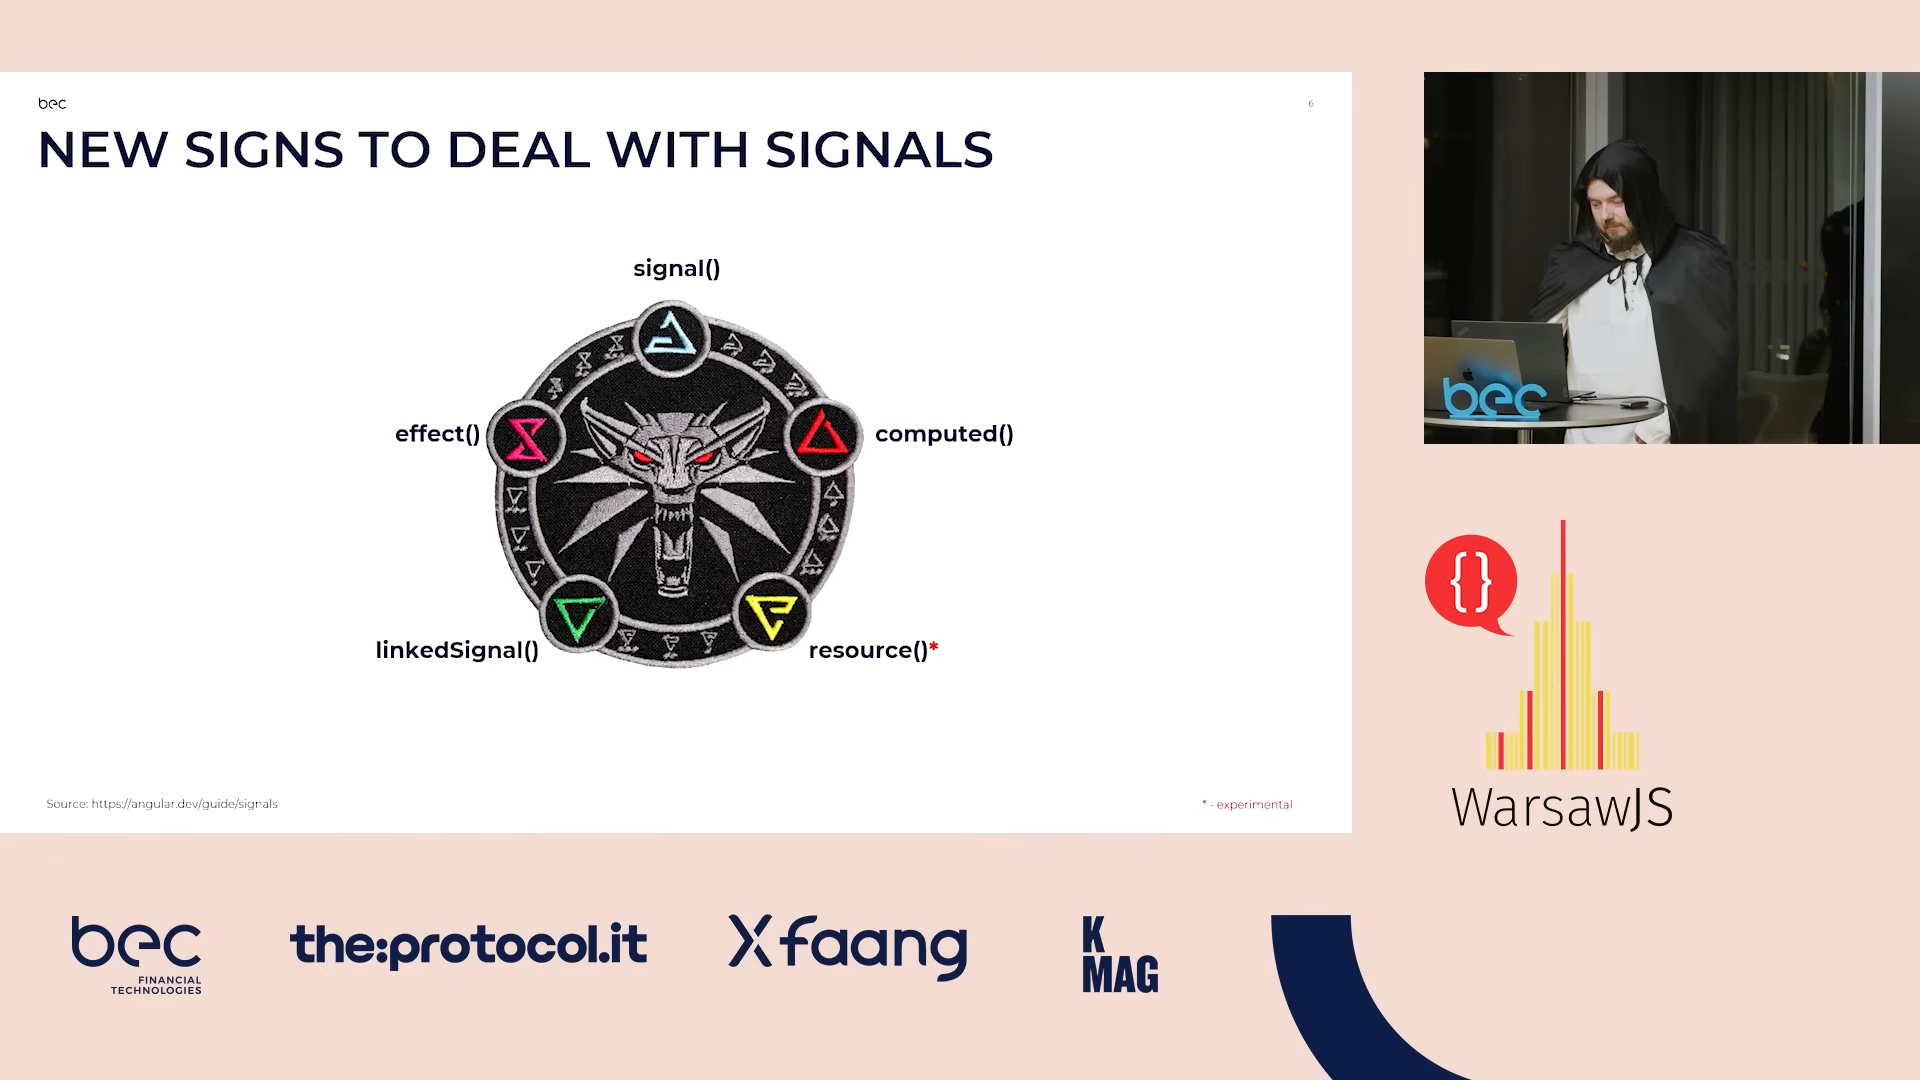 bec
6
NEW SIGNS TO DEAL WITH SIGNALS
signal()
effect()
computed()
linkedSignal()
resource()*
Source: https://angular.dev/guide/signals
* - experimental
bec
{}
WarsawJS
bec
FINANCIAL
TECHNOLOGIES
the:protocol.it
Xfaang
K
MAG